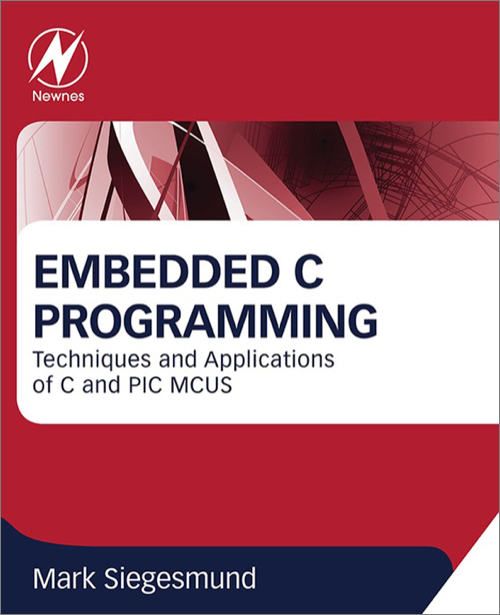 Newnes
EMBEDDED C
PROGRAMMING
Techniques and Applications
of C and PIC MCUS
Mark Siegesmund